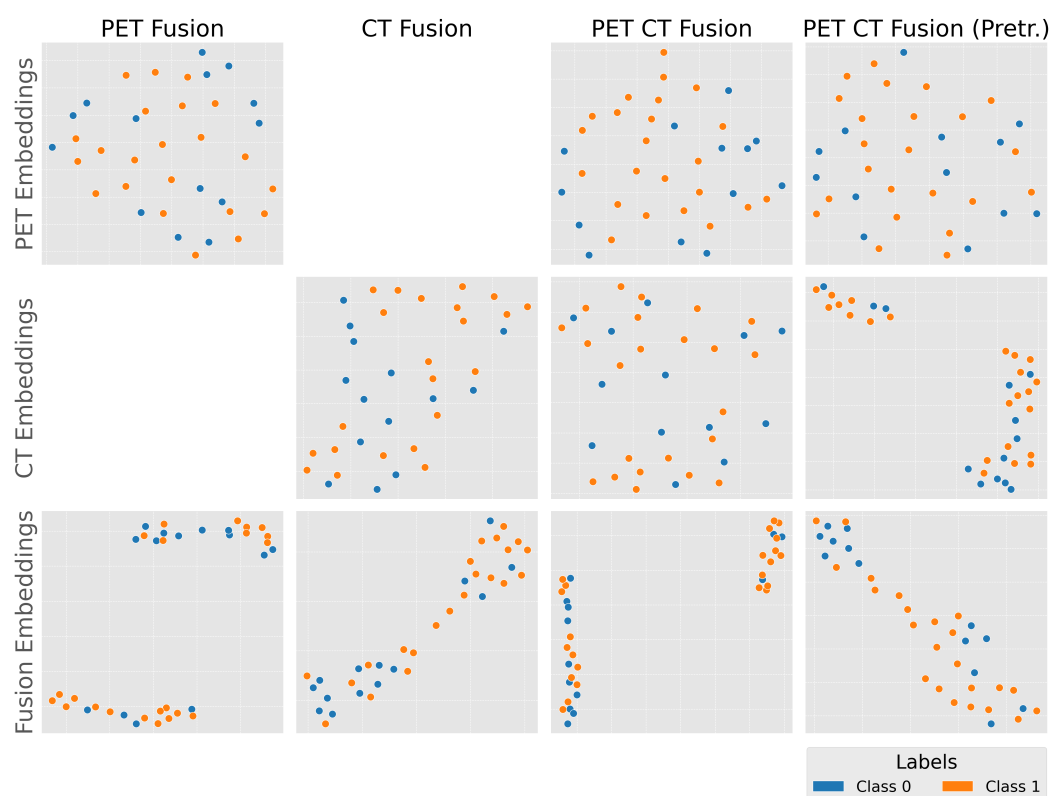 PET Fusion
CT Fusion
PET CT Fusion
PET CT Fusion (Pretr.)
PET Embedddings
CT Embeddings
Fusion Embeddings
Labels
Class 0
Class 1